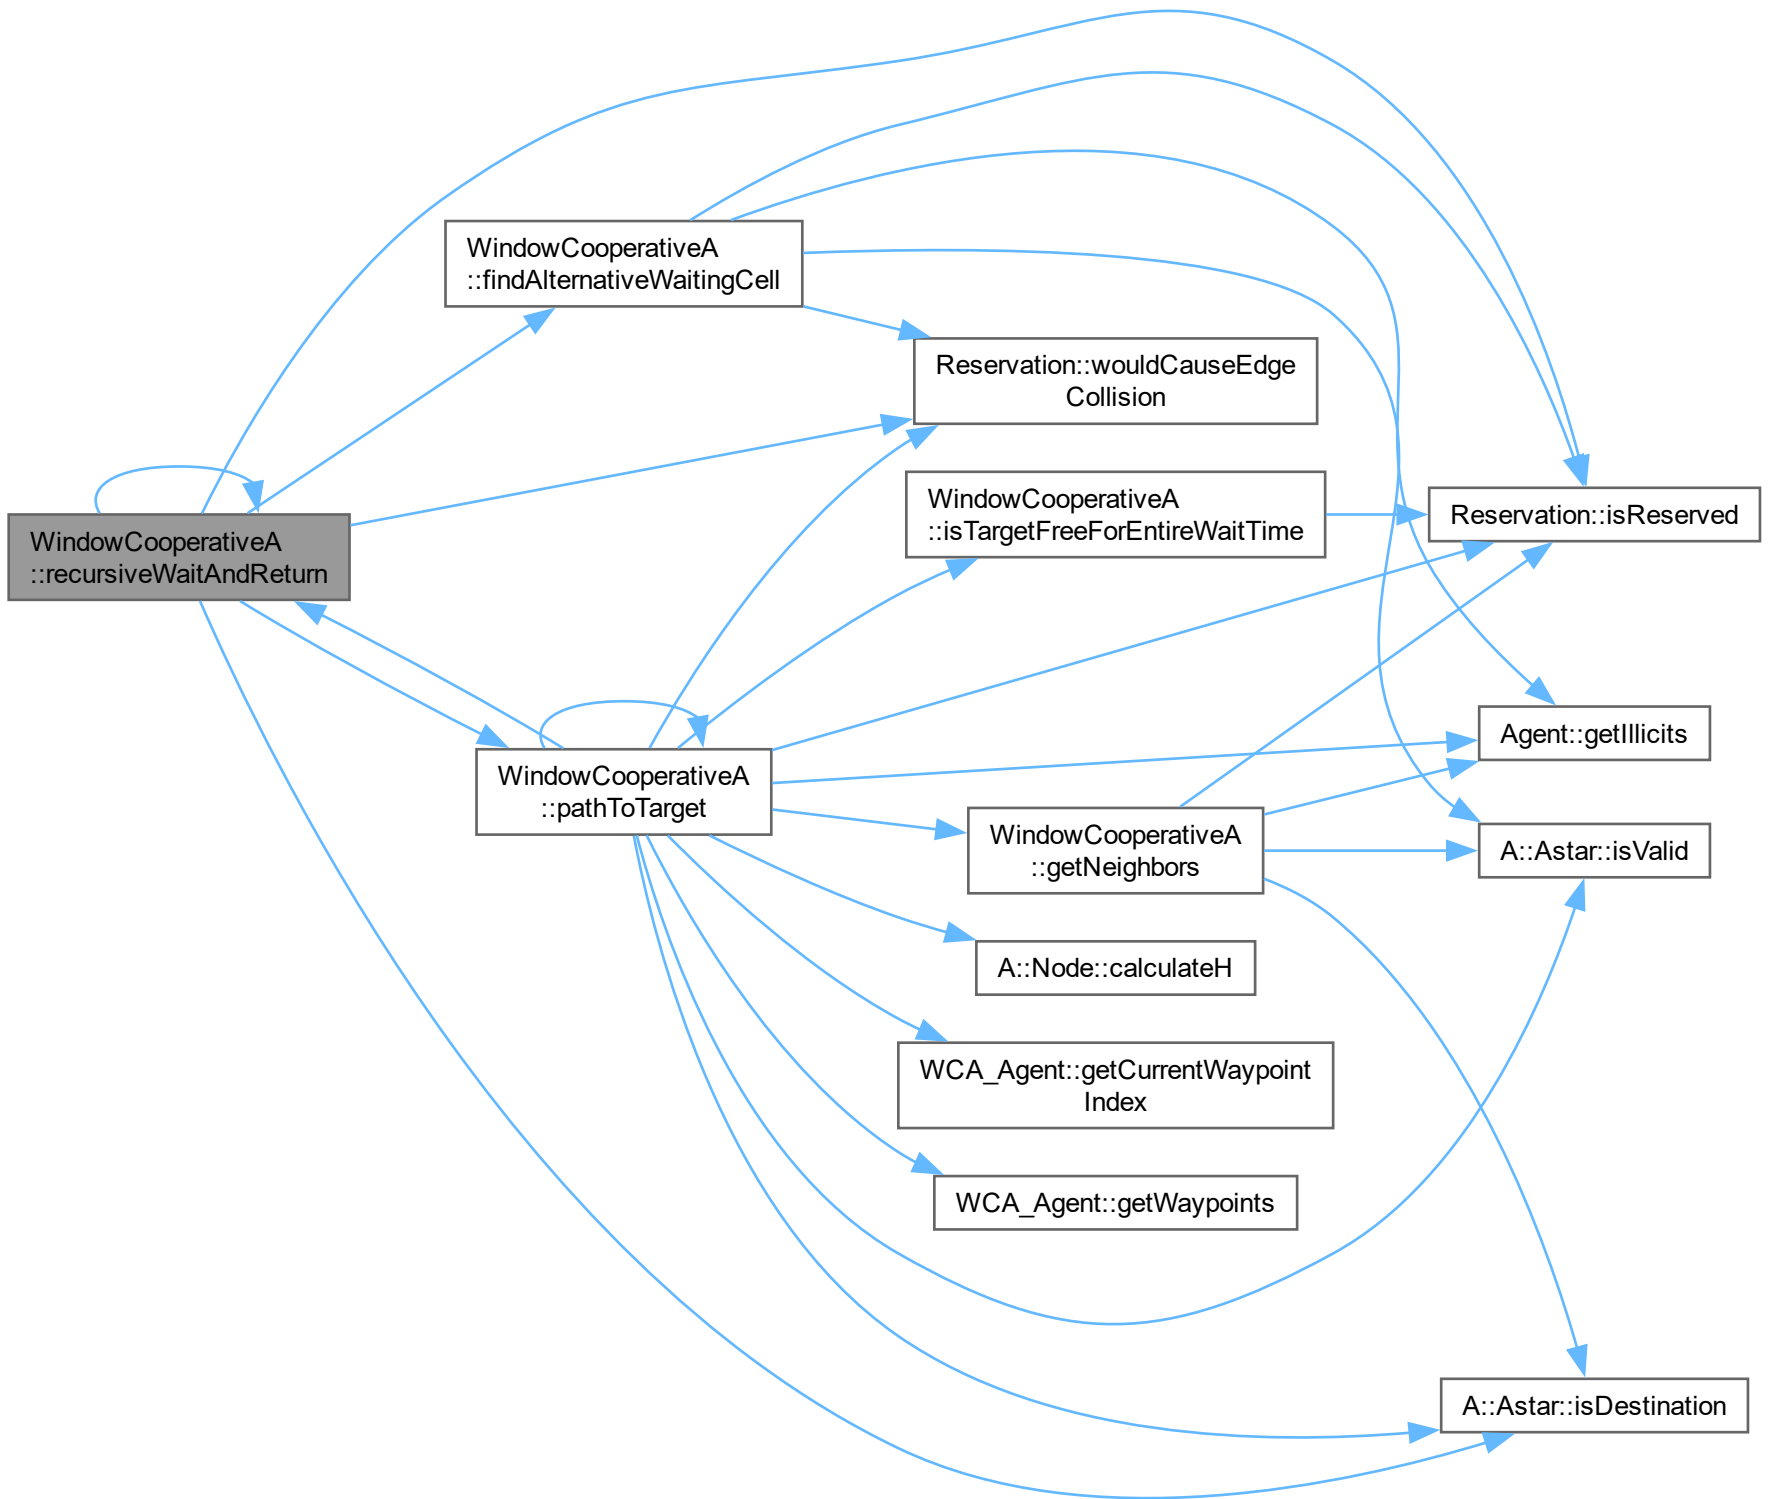 WindowCooperativeA
::recursiveWaitAndReturn
WindowCooperativeA
::findAlternativeWaitingCell
Reservation::wouldCauseEdge
Collision
WindowCooperativeA
::isTargetFreeForEntireWaitTime
Reservation::isReserved
WindowCooperativeA
::pathToTarget
Agent::getIllicits
WindowCooperativeA
::getNeighbors
A::Astar::isValid
A::Node::calculateH
WCA_Agent::getCurrentWaypoint
Index
WCA_Agent::getWaypoints
A::Astar::isDestination